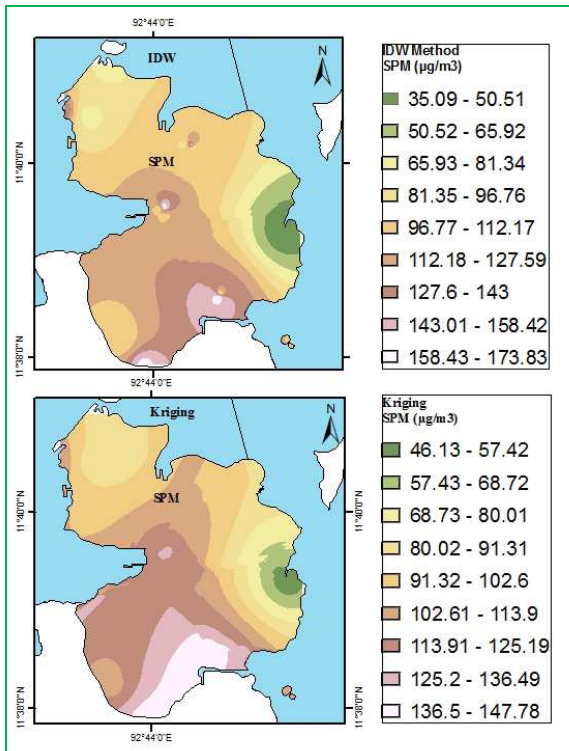 92°44'0"E
IDW
N
SPM
11°40'0"N
11°38'0"N
92°44'0"E
IDW Method
SPM (µg/m3)
35.09 - 50.51
50.52 - 65.92
65.93 - 81.34
81.35 - 96.76
96.77 - 112.17
112.18 - 127.59
127.6 - 143
143.01 - 158.42
158.43 - 173.83
Kriging
N
SPM
11°40'0"N
11°38'0"N
92°44'0"E
Kriging
SPM (µg/m3)
46.13 - 57.42
57.43 - 68.72
68.73 - 80.01
80.02 - 91.31
91.32 - 102.6
102.61 - 113.9
113.91 - 125.19
125.2 - 136.49
136.5 - 147.78